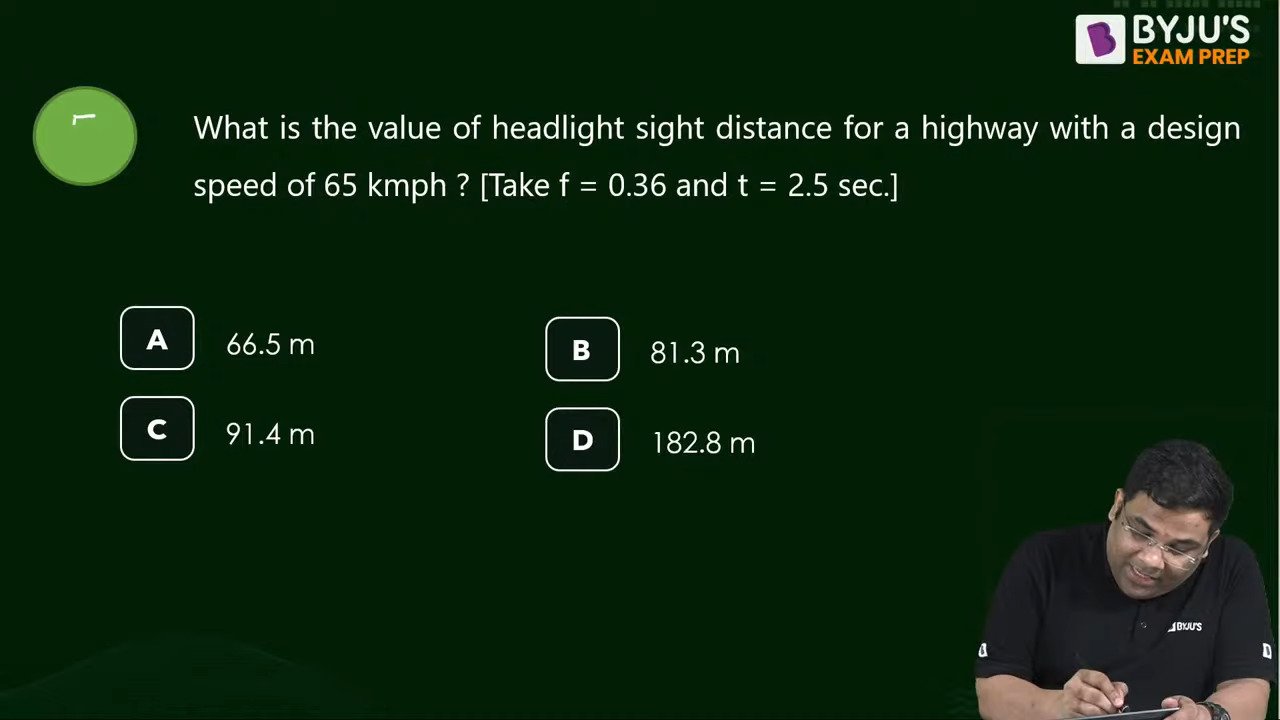 BYJU'S
EXAM PREP
What is the value of headlight sight distance for a highway with a design
speed of 65 kmph ? [Take f = 0.36 and t = 2.5 sec.]
A 66.5 m
B 81.3 m
C 91.4 m
D 182.8 m
BYJU'S